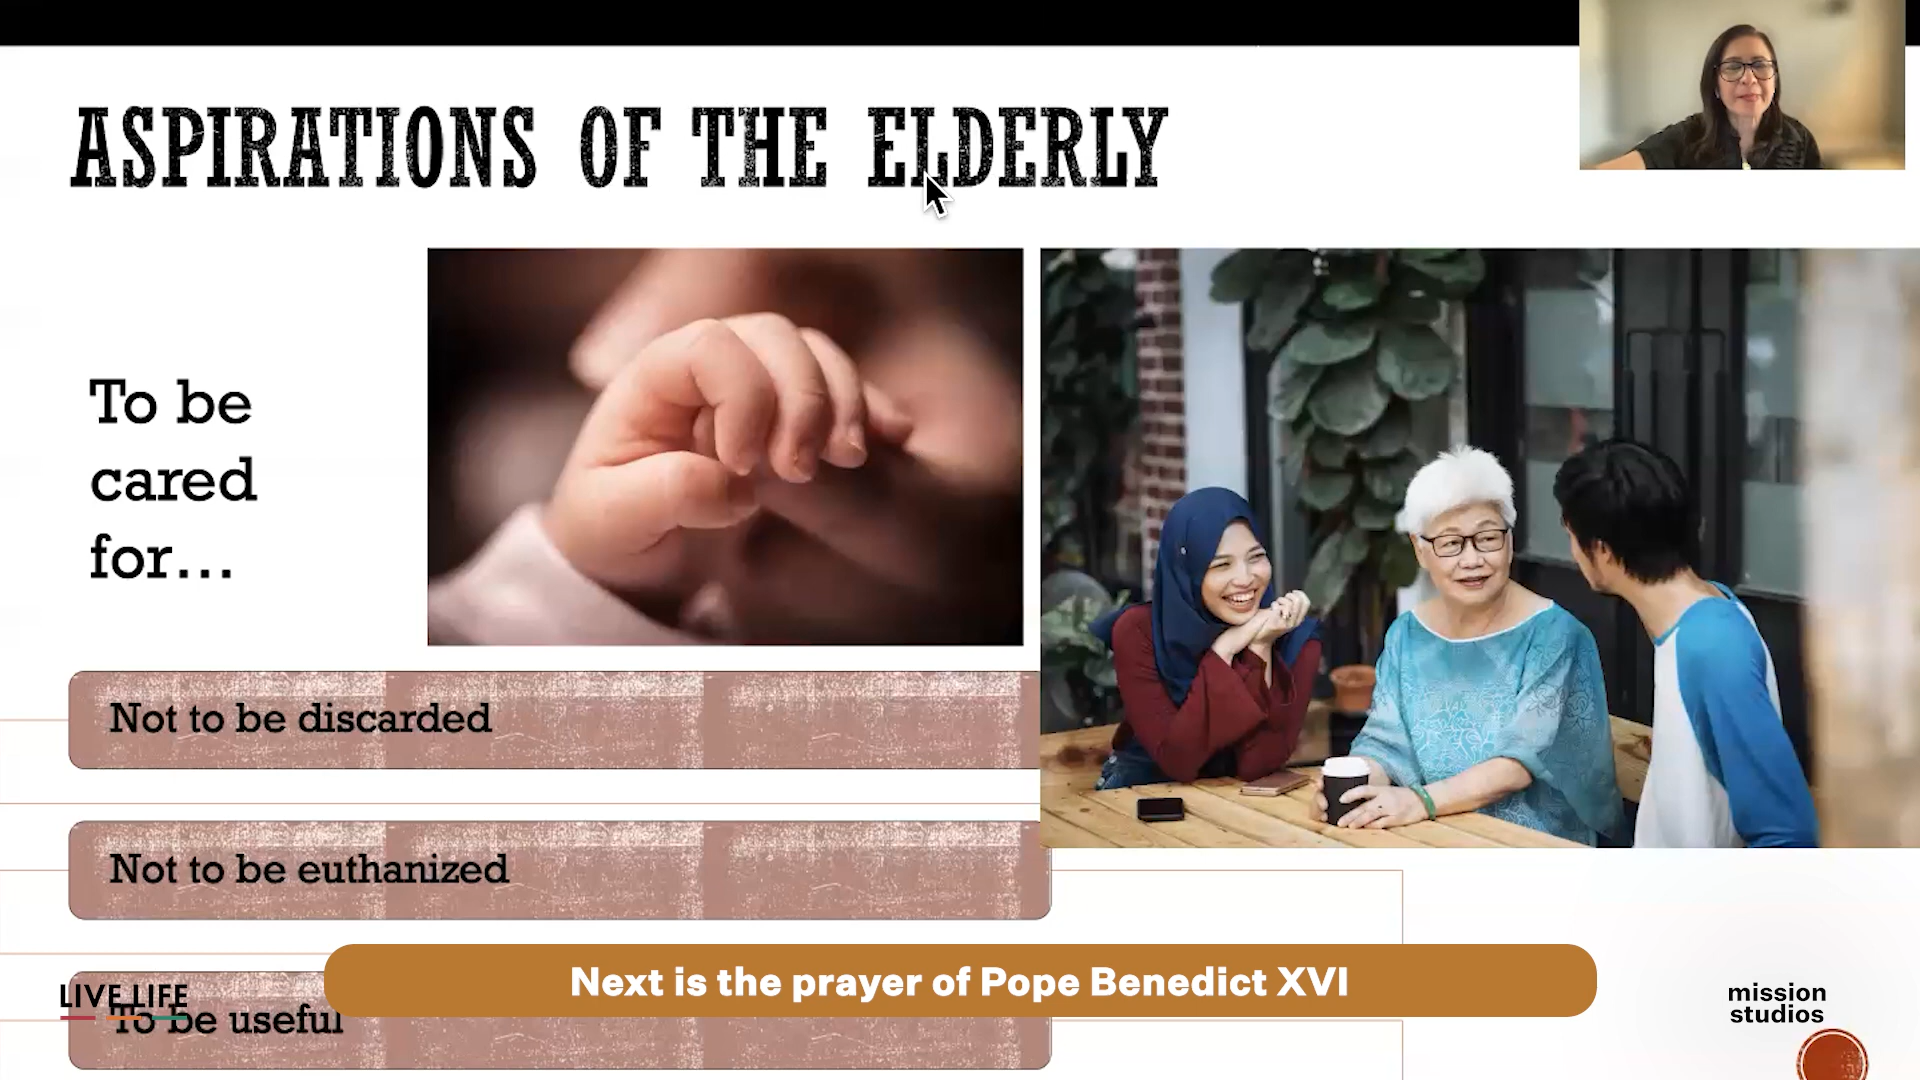 ASPIRATIONS OF THE ELDERLY
To be
cared
for...
Not to be discarded
Not to be euthanized
To be useful
LIVE LIFE
Next is the prayer of Pope Benedict XVI
mission
studios